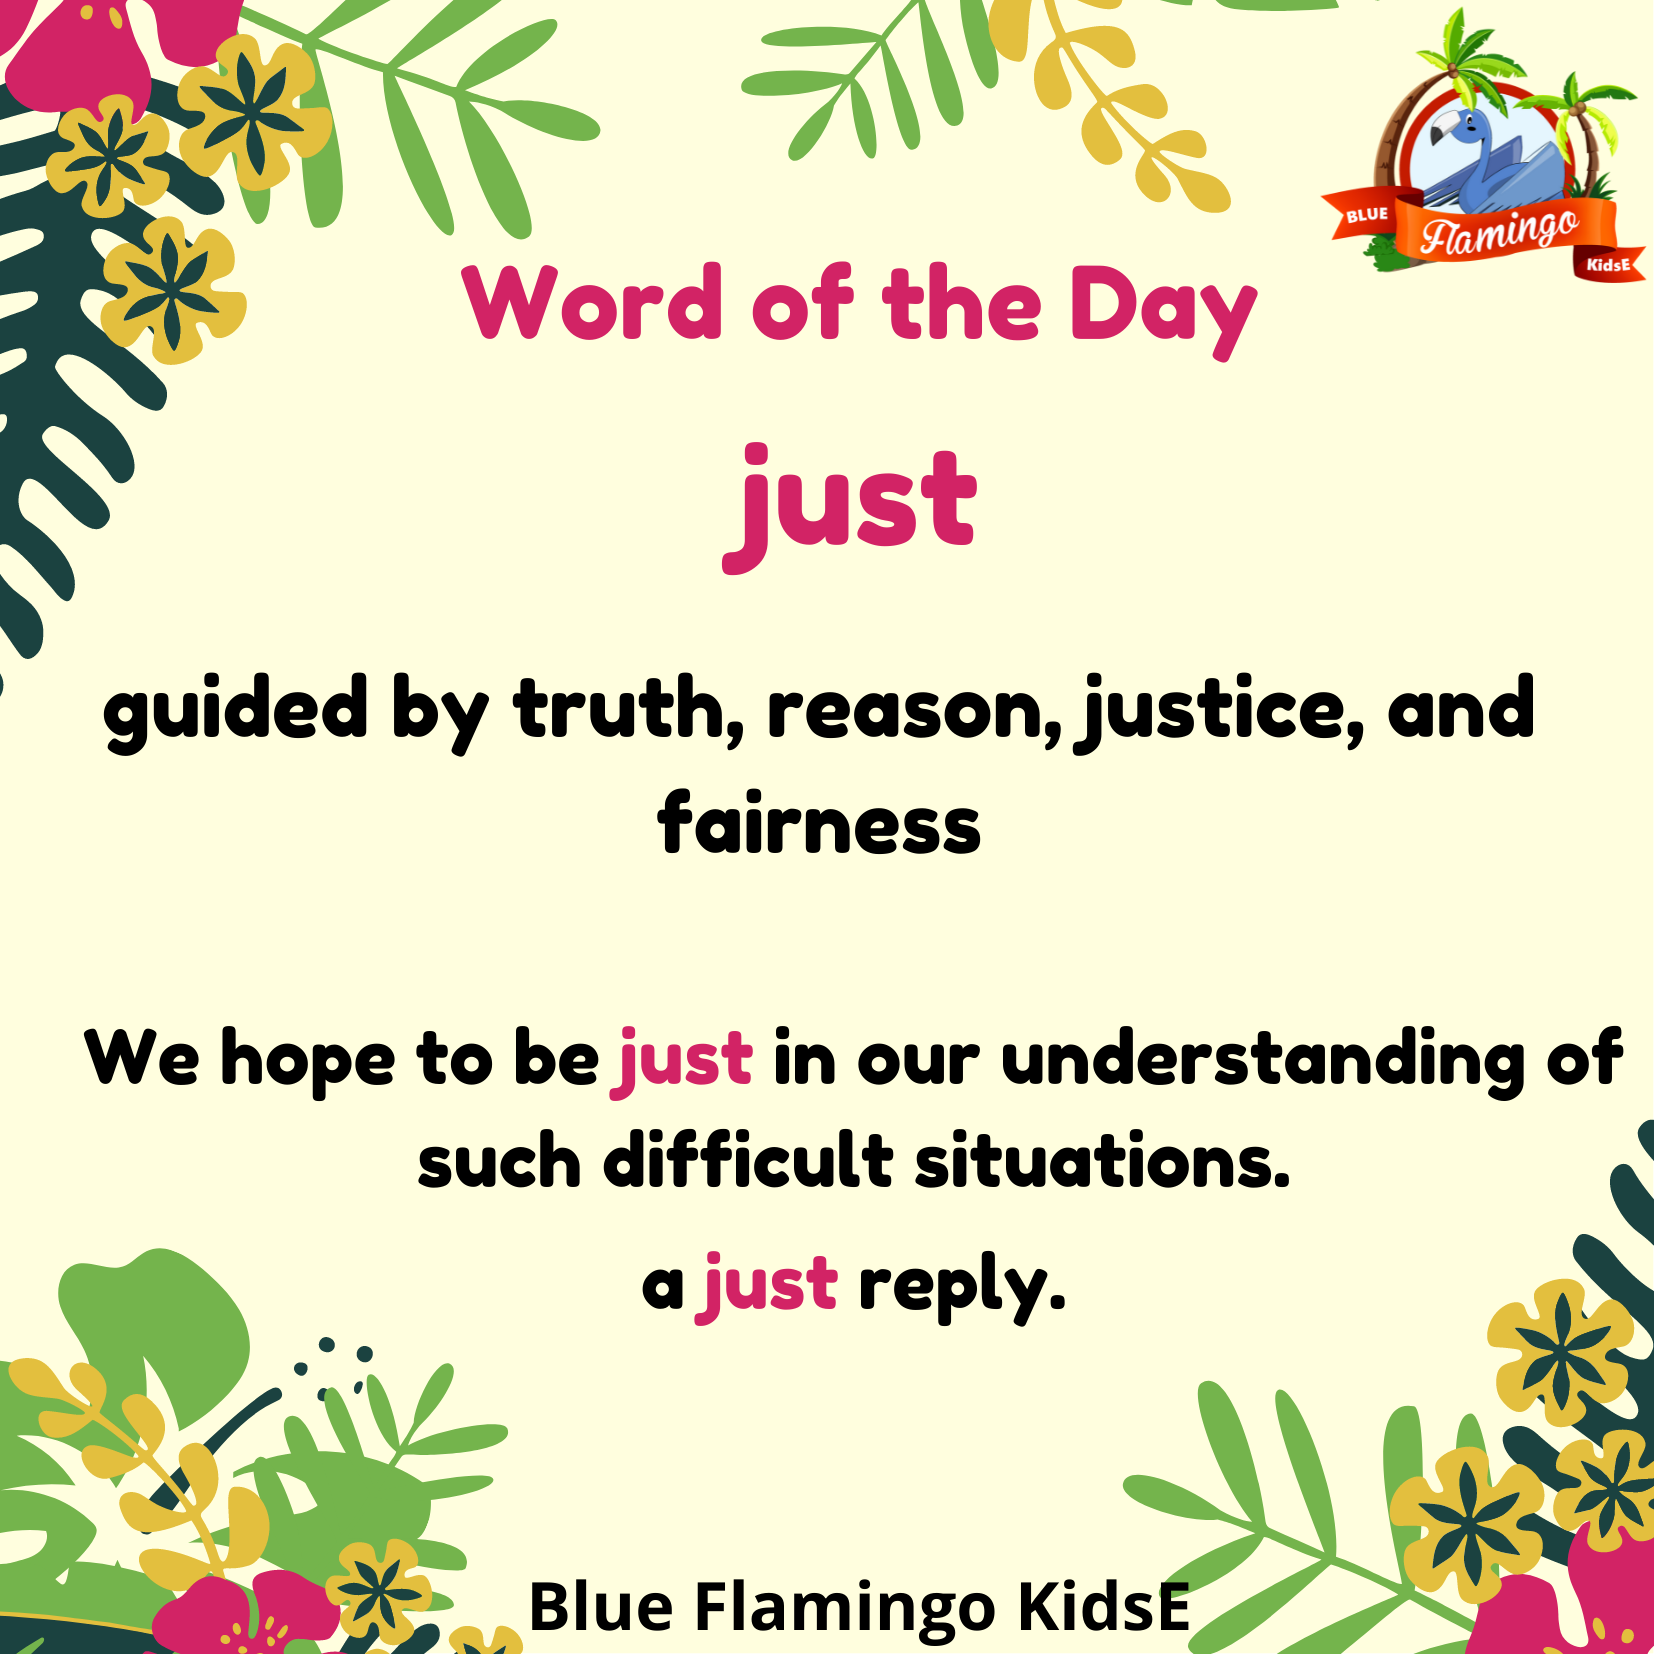 BLUE
Flamingo
KidsE
Word of the Day
just
guided by truth, reason, justice, and
fairness
We hope to be just in our understanding of
such difficult situations.
a just reply.
Blue Flamingo KidsE